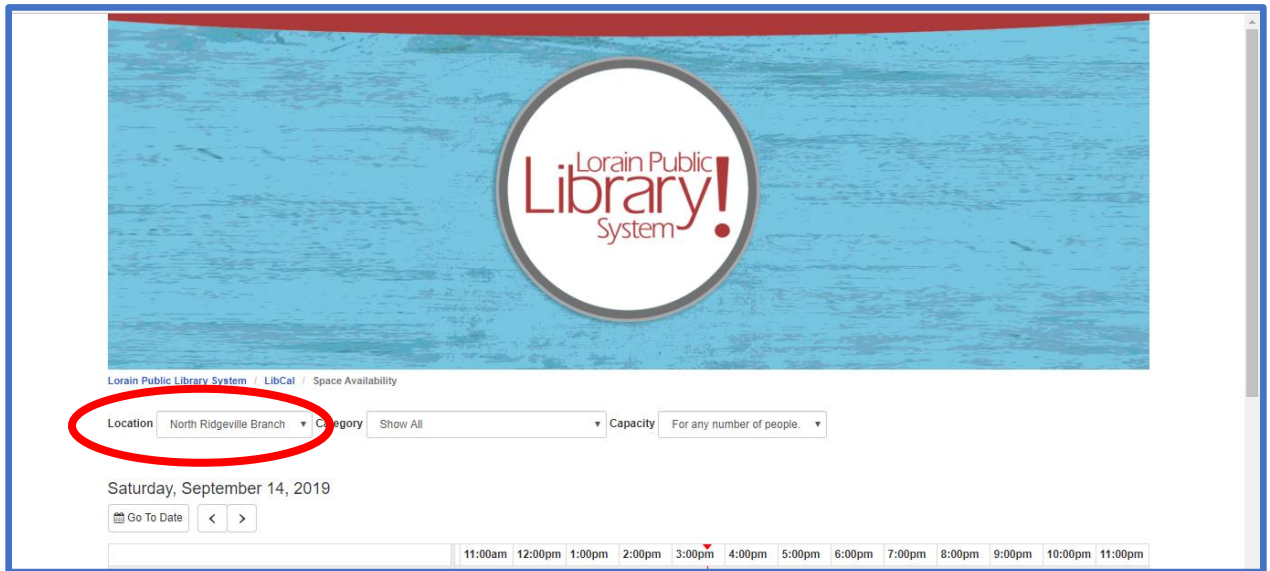 Lorain Public
Library!
System
Lorain Public Library System / LibCal / Space Availability
Location North Ridgeville Branch Category Show All Capacity For any number of people.
Saturday, September 14, 2019
Go To Date < >
11:00am 12:00pm 1:00pm 2:00pm 3:00pm 4:00pm 5:00pm 6:00pm 7:00pm 8:00pm 9:00pm 10:00pm 11:00pm